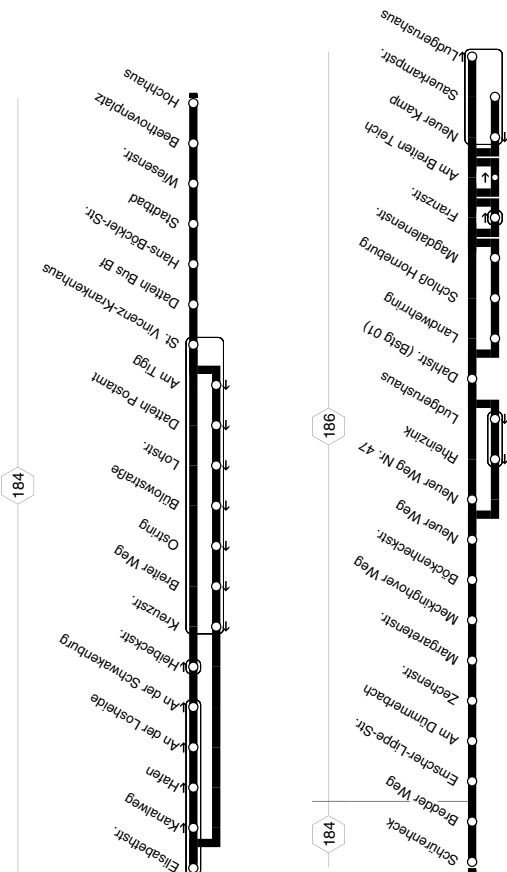 184
Hochhaus
Beethovenplatz
Wiesenstr.
Stadtbad
Hans-Böckler-Str.
Datteln Bus Bf
St. Vincenz-Krankenhaus
Am Tigg
Datteln Postamt
Lohstr.
Bülowstraße
Ostring
Breiter Weg
Kreuzstr.
Heibeckstr.
An der Schwakenburg
An der Losheide
Hafen
Kanalweg
Elisabethstr.
186
Ludgerushaus
Sauerkampstr.
Neuer Kamp
Am Breiten Teich
Franzstr.
Magdalenenstr.
Schloß Horneburg
Landwehrring
Dahlstr. (Bstg 01)
Ludgerushaus
Rheinzink
Neuer Weg Nr. 47
Neuer Weg
Böckenheckstr.
Meckinghover Weg
Margaretenstr.
Zechenstr.
Am Dümmerbach
Emscher-Lippe-Str.
184
Bredder Weg
Schürenheck